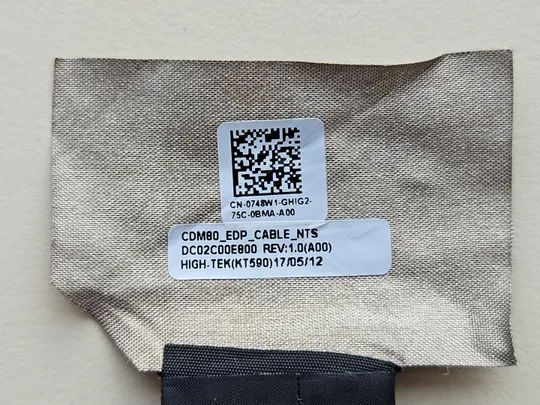 CN-0748W1-GHIG2-
75C-0BMA-A00
CDM80_EDP_CABLE_NTS
DC02C00E800 REV:1.0(A00)
HIGH-TEK(KT590)17/05/12